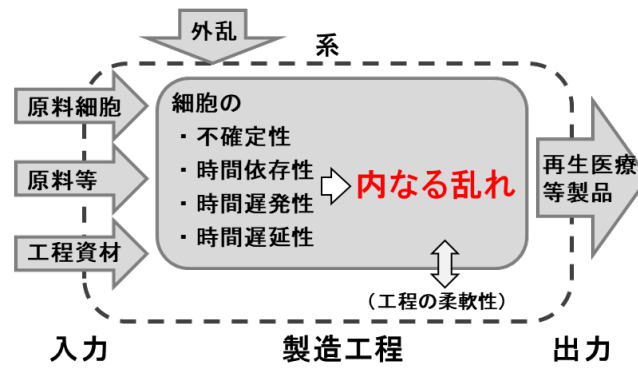 外乱
系
原料細胞
原料等
工程資材
細胞の
・不確定性
・時間依存性
・時間遅発性
・時間遅延性
内なる乱れ
(工程の柔軟性)
再生医療
等製品
入力
製造工程
出力